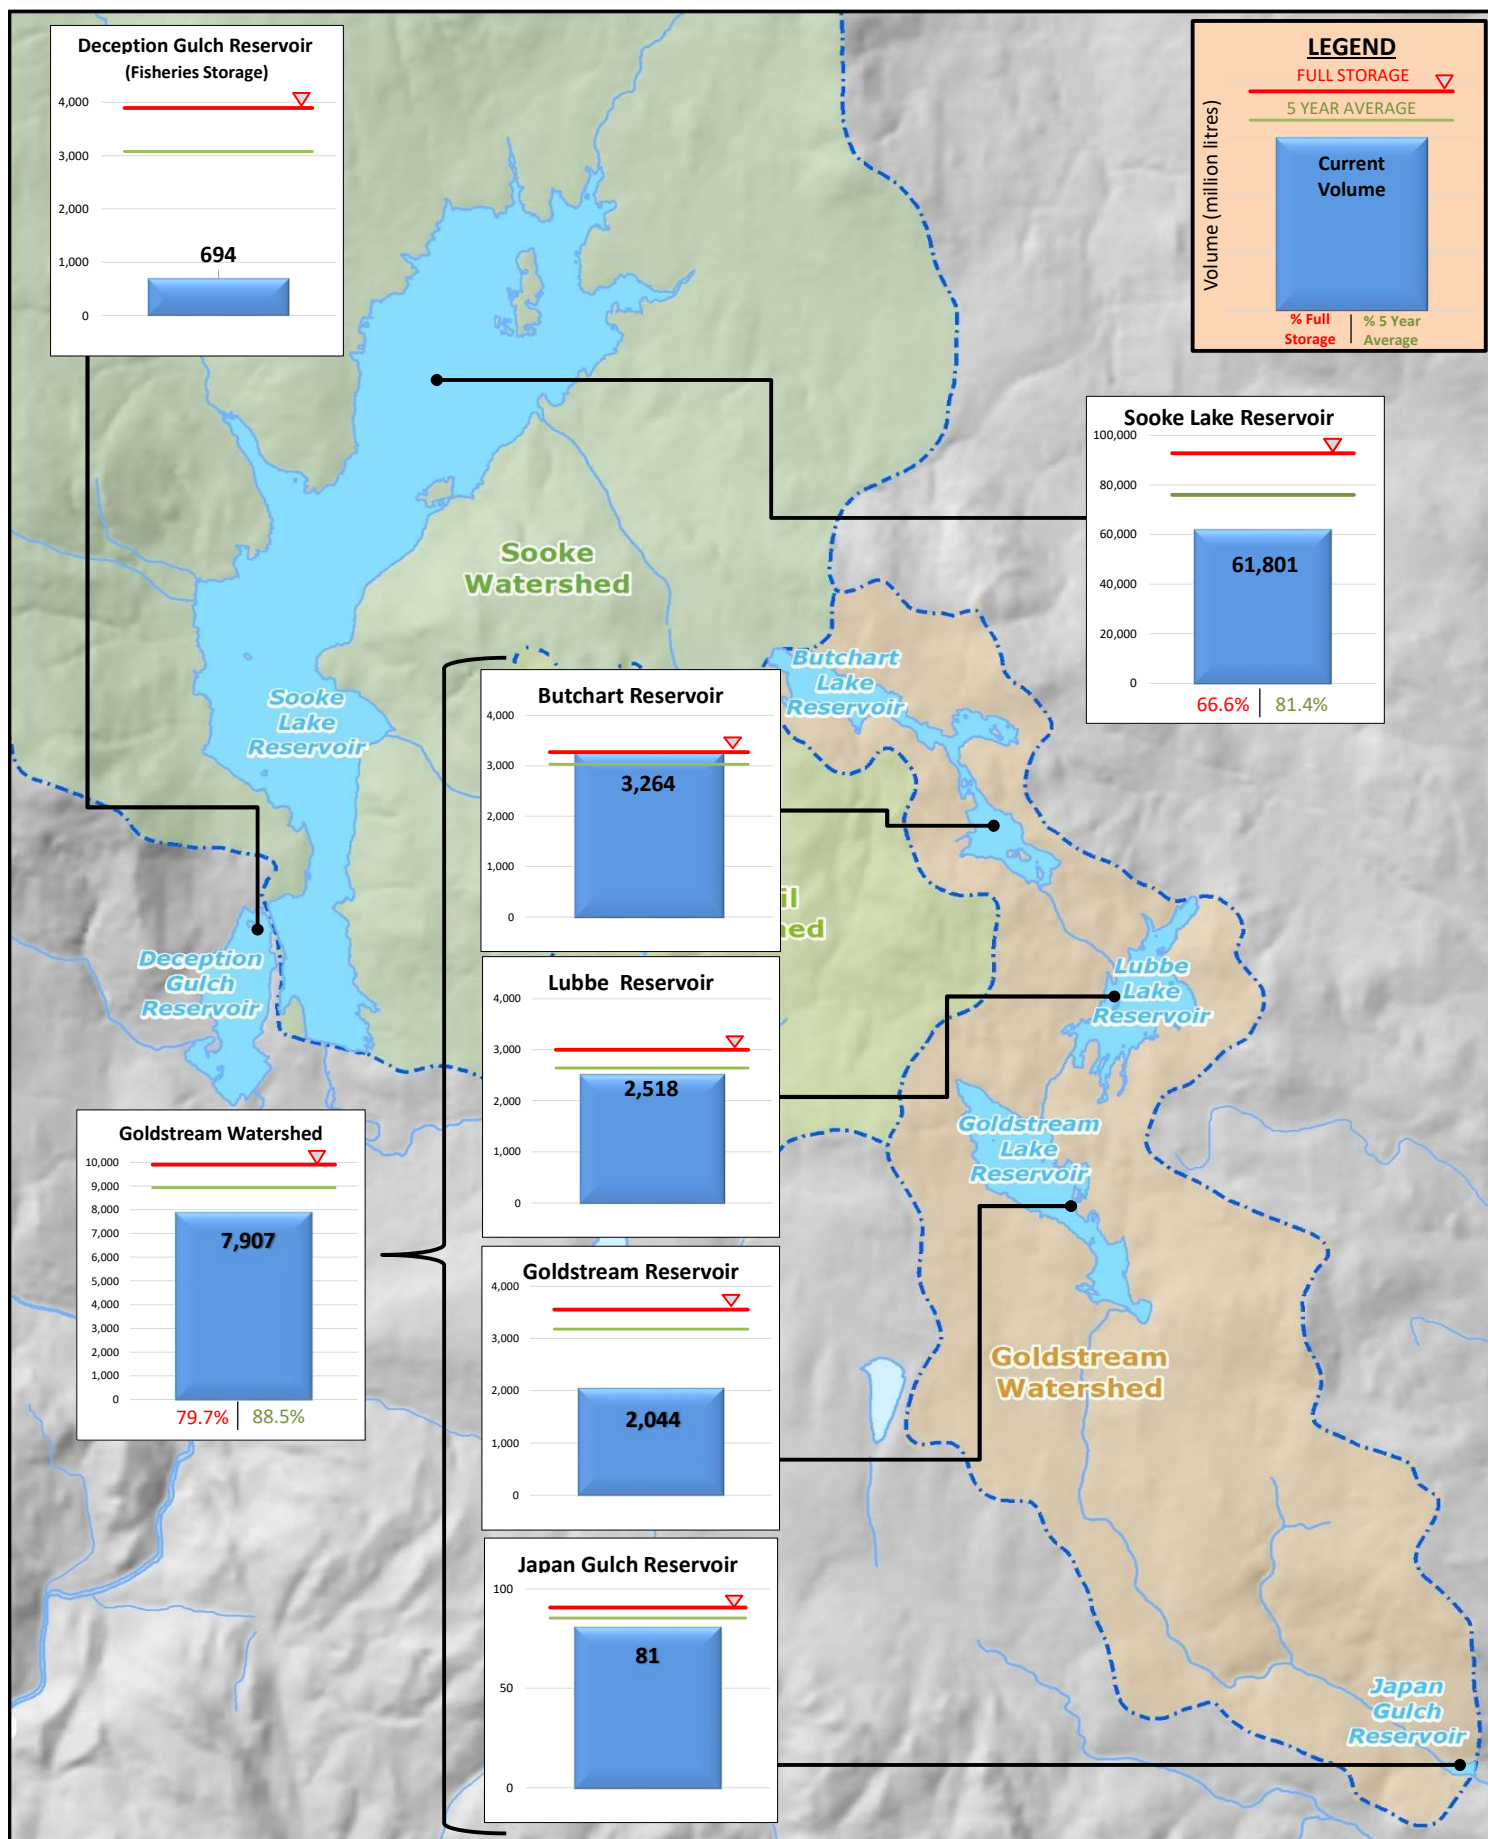 Deception Gulch Reservoir
(Fisheries Storage)
4,000
3,000
2,000
1,000
0
694
LEGEND
FULL STORAGE
5 YEAR AVERAGE
Volume (million litres)
Current
Volume
% Full
Storage
% 5 Year
Average
Sooke Lake Reservoir
100,000
80,000
60,000
40,000
20,000
0
61,801
66.6%
81.4%
Sooke
Watershed
Sooke
Lake
Reservoir
Butchart
Lake
Reservoir
Butchart Reservoir
4,000
3,000
2,000
1,000
0
3,264
il
ned
Deception
Gulch
Reservoir
Lubbe
Lake
Reservoir
Lubbe Reservoir
4,000
3,000
2,000
1,000
0
2,518
Goldstream
Lake
Reservoir
Goldstream Watershed
10,000
9,000
8,000
7,000
6,000
5,000
4,000
3,000
2,000
1,000
0
7,907
79.7%
88.5%
Goldstream Reservoir
4,000
3,000
2,000
1,000
0
2,044
Goldstream
Watershed
Japan Gulch Reservoir
100
50
0
81
Japan
Gulch
Reservoir